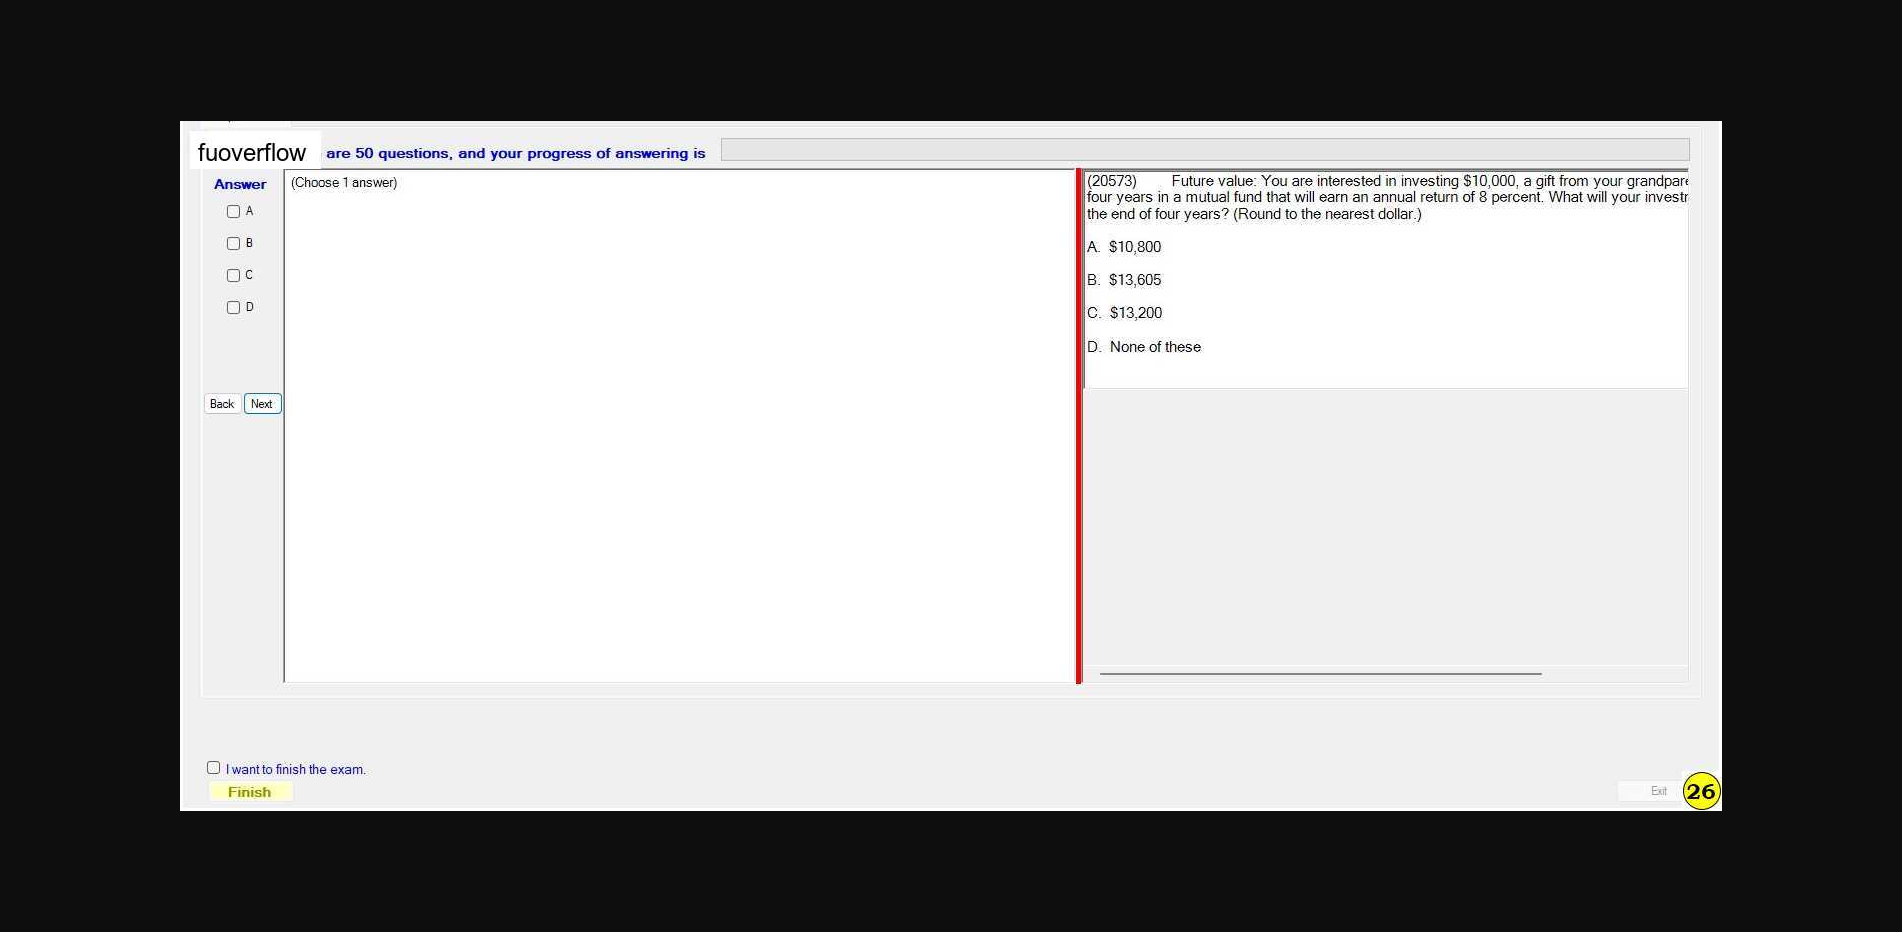 fuoverflow are 50 questions, and your progress of answering is
Answer
(Choose 1 answer)
A
B
C
D
Back Next
(20573) Future value: You are interested in investing $10,000, a gift from your
four years in a mutual fund that will earn an annual return of 8 percent. What will your
the end of four years? (Round to the nearest dollar.)
A. $10,800
B. $13,605
C. $13,200
D. None of these
I want to finish the exam.
Finish
Exit
26